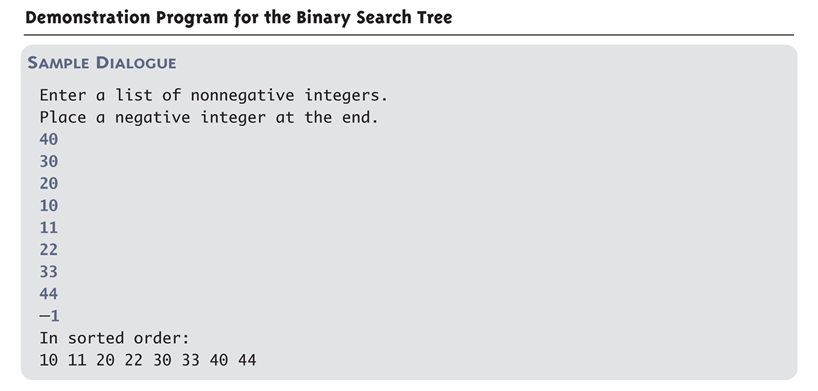 Demonstration Program for the Binary Search Tree
SAMPLE DIALOGUE
Enter a list of nonnegative integers.
Place a negative integer at the end.
40
30
20
10
11
22
33
44
–1
In sorted order:
10 11 20 22 30 33 40 44